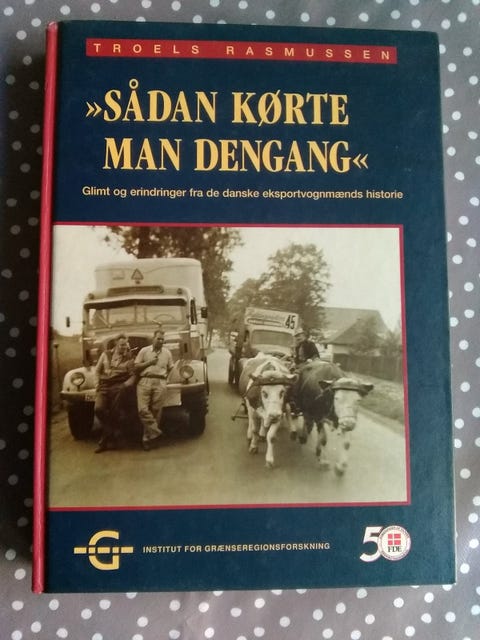 TROELS RASMUSSEN
»SÅDAN KØRTE
MAN DENGANG«
Glimt og erindringer fra de danske eksportvognmænds historie
45
G
INSTITUT FOR GRÆNSEREGIONSFORSKNING
50
FDE